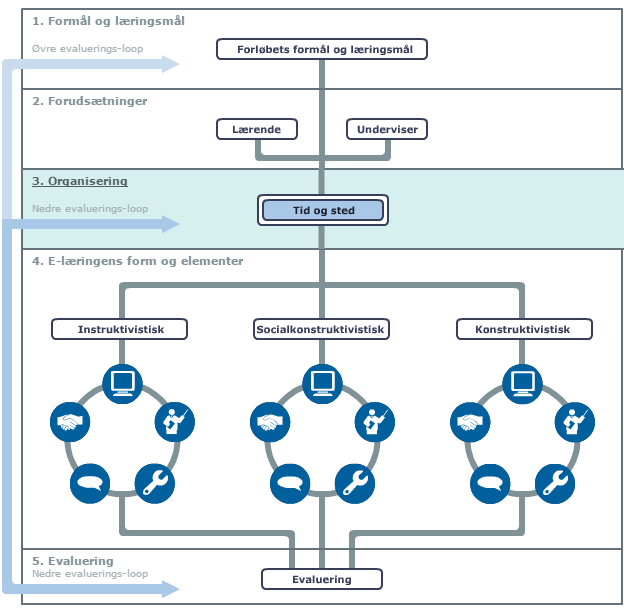 1. Formål og læringsmål
Øvre evaluerings-loop
Forløbets formål og læringsmål
2. Forudsætninger
Lærende
Underviser
3. Organisering
Nedre evaluerings-loop
Tid og sted
4. E-læringens form og elementer
Instruktivistisk
Socialkonstruktivistisk
Konstruktivistisk
5. Evaluering
Nedre evaluerings-loop
Evaluering